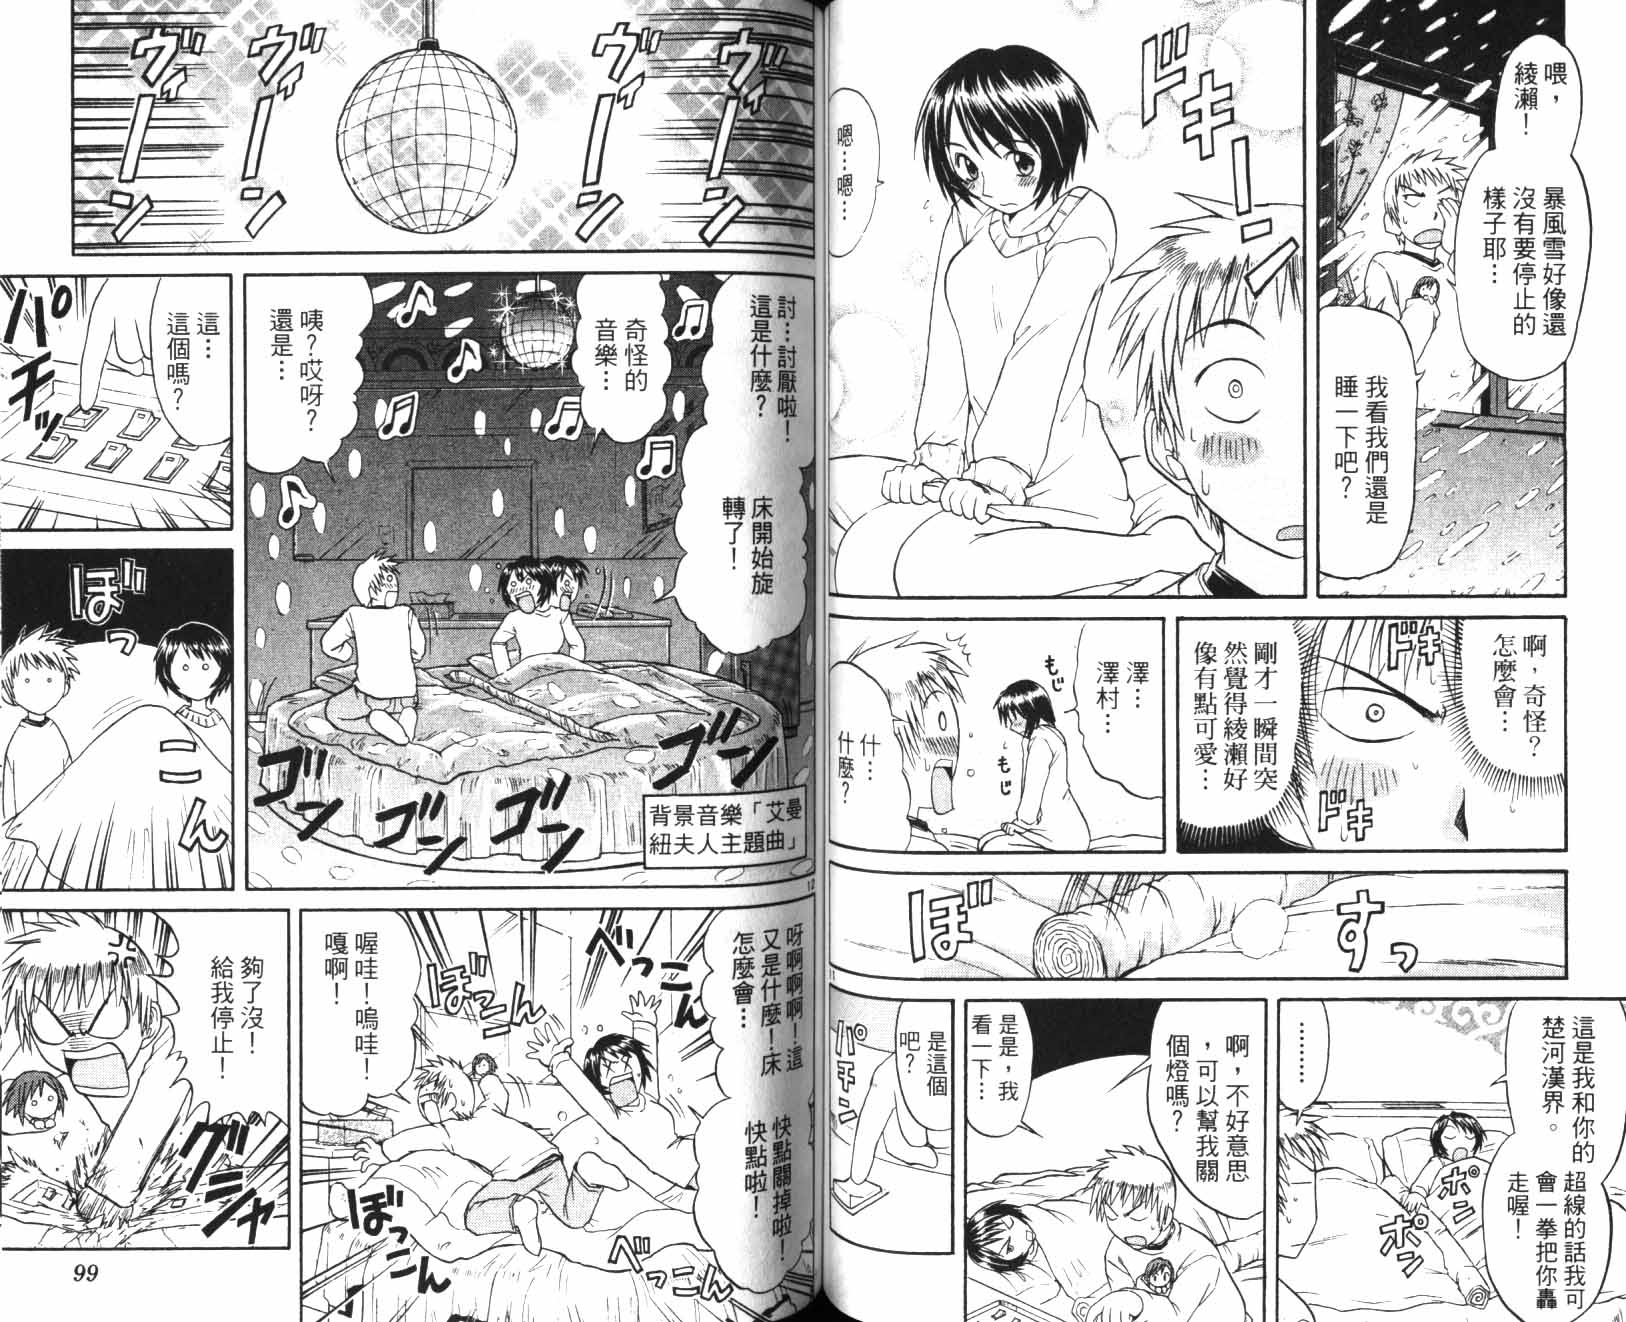 喂，
綾瀨！
暴風雪好像還
沒有要停止的
樣子耶…
我看我們還是
睡一下吧？
ドキーン
嗯…嗯…
啊，奇怪？
怎麼會…
ドキ
ドキ
剛才一瞬間突
然覺得綾瀨好
像有點可愛…
澤…
澤村…
もじ
もじ
什…
什麼？
すっ
ぼ
這是我和你的
楚河漢界。
超線的話我可
會一拳把你轟
走喔！
………
ポン
ポン
啊，不好意思
，可以幫我關
個燈嗎？
是是，我
看一下…
是這個
吧？
パチン
11
ヴィーーン
ヴィーーン
ヴィーーン
ヴィーーン
討…討厭啦！
這是什麼？
床開始旋
轉了！
奇怪的
音樂…
咦？哎呀？
還是…
ゴン
ゴン
ゴン
ゴン
背景音樂「艾曼
紐夫人主題曲」
12
這…
這個嗎？
パチッ
ぼっ
こん
呀啊啊啊！這
又是什麼！床
怎麼會…
快點關掉啦！
快點啦！
べっこん
ぼっこん
喔哇！嗚哇！
嘎啊！
ぼっこん
べっこん
夠了沒！
給我停止！
グシャ
99